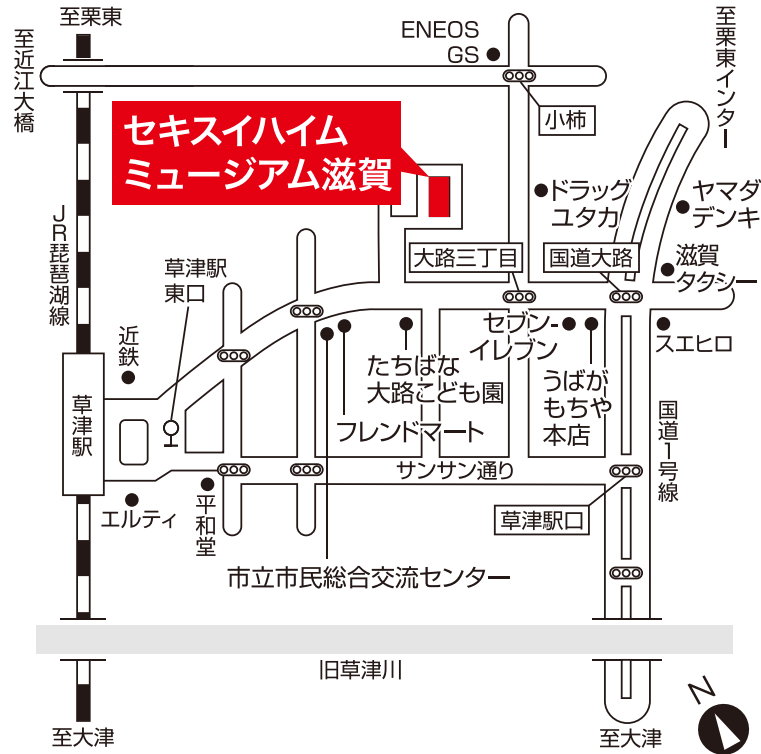 至栗東
至近江大橋
ENEOS
GS
至栗東インター
小柿
セキスイハイム
ミュージアム滋賀
ドラッグ
ユタカ
ヤマダ
デンキ
JR琵琶湖線
草津駅
東口
大路三丁目
国道大路
滋賀
タクシー
近鉄
セブン-
イレブン
スエヒロ
たちばな
大路こども園
うばが
もちや
本店
草津駅
フレンドマート
国道1号線
サンサン通り
エルティ
平和堂
草津駅口
市立市民総合交流センター
旧草津川
至大津
至大津
N